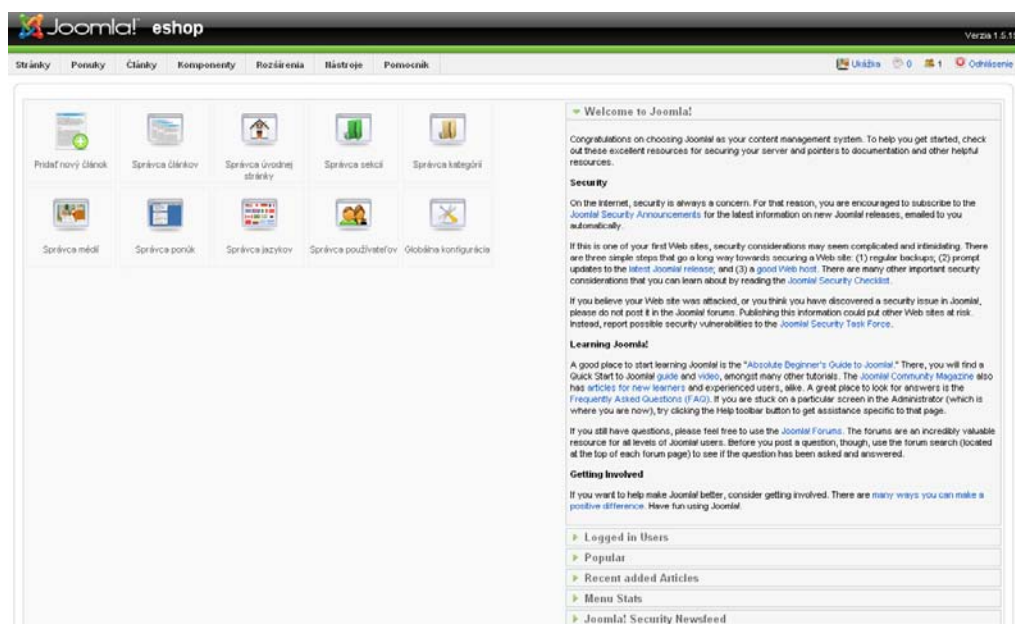 Joomla! eshop
Verzia 1.5.15
Stránky Ponuky Články Komponenty Rozšírenia Nástroje Pomocník
Ukážka 0 1 Odhlásenie
Pridať nový článok Správca článkov Správca úvodnej stránky Správca sekcií Správca kategórií
Správca médií Správca ponúk Správca jazykov Správca používateľov Globálna konfigurácia
Welcome to Joomla!
Congratulations on choosing Joomla! as your content management system. To help you get started, check
out these excellent resources for securing your server and pointers to documentation and other helpful
resources.
Security
On the Internet, security is always a concern. For that reason, you are encouraged to subscribe to the
Joomla! Security Announcements for the latest information on new Joomla! releases, emailed to you
automatically.
If this is one of your first Web sites, security considerations may seem complicated and intimidating. There
are three simple steps that go a long way towards securing a Web site: (1) regular backups; (2) prompt
updates to the latest Joomla! release; and (3) a good Web host. There are many other important security
considerations that you can learn about by reading the Joomla! Security Checklist.
If you believe your Web site was attacked, or you think you have discovered a security issue in Joomla!,
please do not post it in the Joomla! forums. Publishing this information could put other Web sites at risk.
Instead, report possible security vulnerabilities to the Joomla! Security Task Force.
Learning Joomla!
A good place to start learning Joomla! is the "Absolute Beginner's Guide to Joomla!." There, you will find a
Quick Start to Joomla! guide and video, amongst many other tutorials. The Joomla! Community Magazine also
has articles for new learners and experienced users, alike. A great place to look for answers is the
Frequently Asked Questions (FAQ). If you are stuck on a particular screen in the Administrator (which is
where you are now), try clicking the Help toolbar button to get assistance specific to that page.
If you still have questions, please feel free to use the Joomla! Forums. The forums are an incredibly valuable
resource for all levels of Joomla! users. Before you post a question, though, use the forum search (located
at the top of each forum page) to see if the question has been asked and answered.
Getting Involved
If you want to help make Joomla! better, consider getting involved. There are many ways you can make a
positive difference. Have fun using Joomla!.
Logged in Users
Popular
Recent added Articles
Menu Stats
Joomla! Security Newsfeed